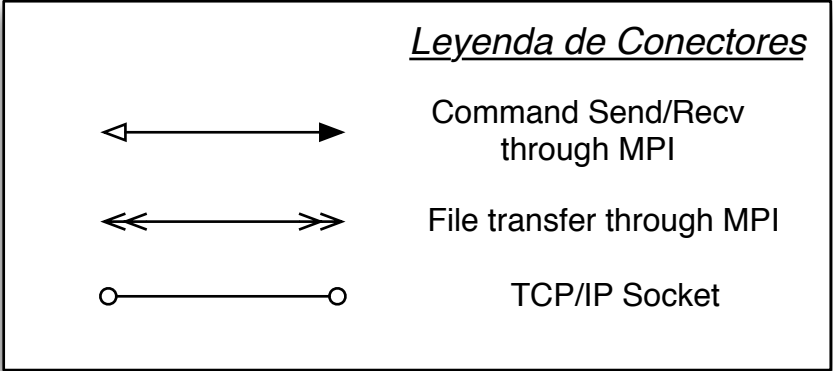 Leyenda de Conectores
Command Send/Recv
through MPI
File transfer through MPI
TCP/IP Socket